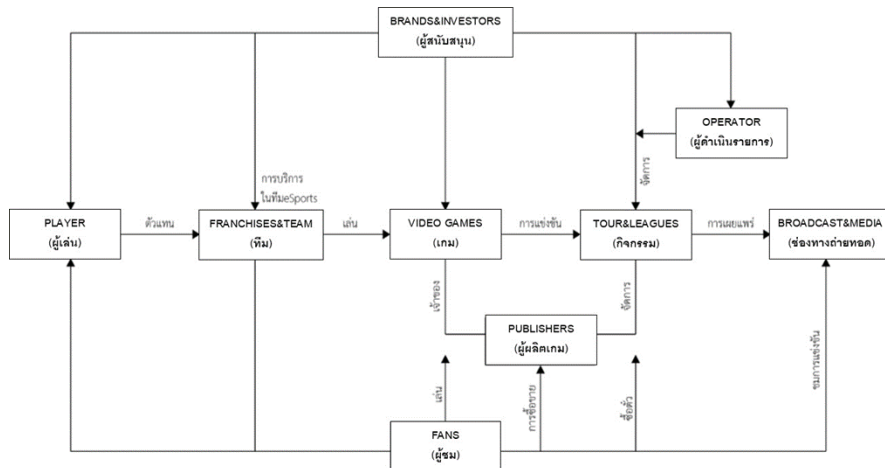 BRANDS&INVESTORS
(ผู้สนับสนุน)
OPERATOR
(ผู้ดำเนินรายการ)
จัดการ
การบริการ
ในทีมeSports
PLAYER
(ผู้เล่น)
ตัวแทน
FRANCHISES&TEAM
(ทีม)
เล่น
VIDEO GAMES
(เกม)
การแข่งขัน
TOUR&LEAGUES
(กิจกรรม)
การเผยแพร่
BROADCAST&MEDIA
(ช่องทางถ่ายทอด)
เจ้าของ
จัดการ
PUBLISHERS
(ผู้ผลิตเกม)
เล่น
การซื้อขาย
ซื้อตั๋ว
ชมการแข่งขัน
FANS
(ผู้ชม)